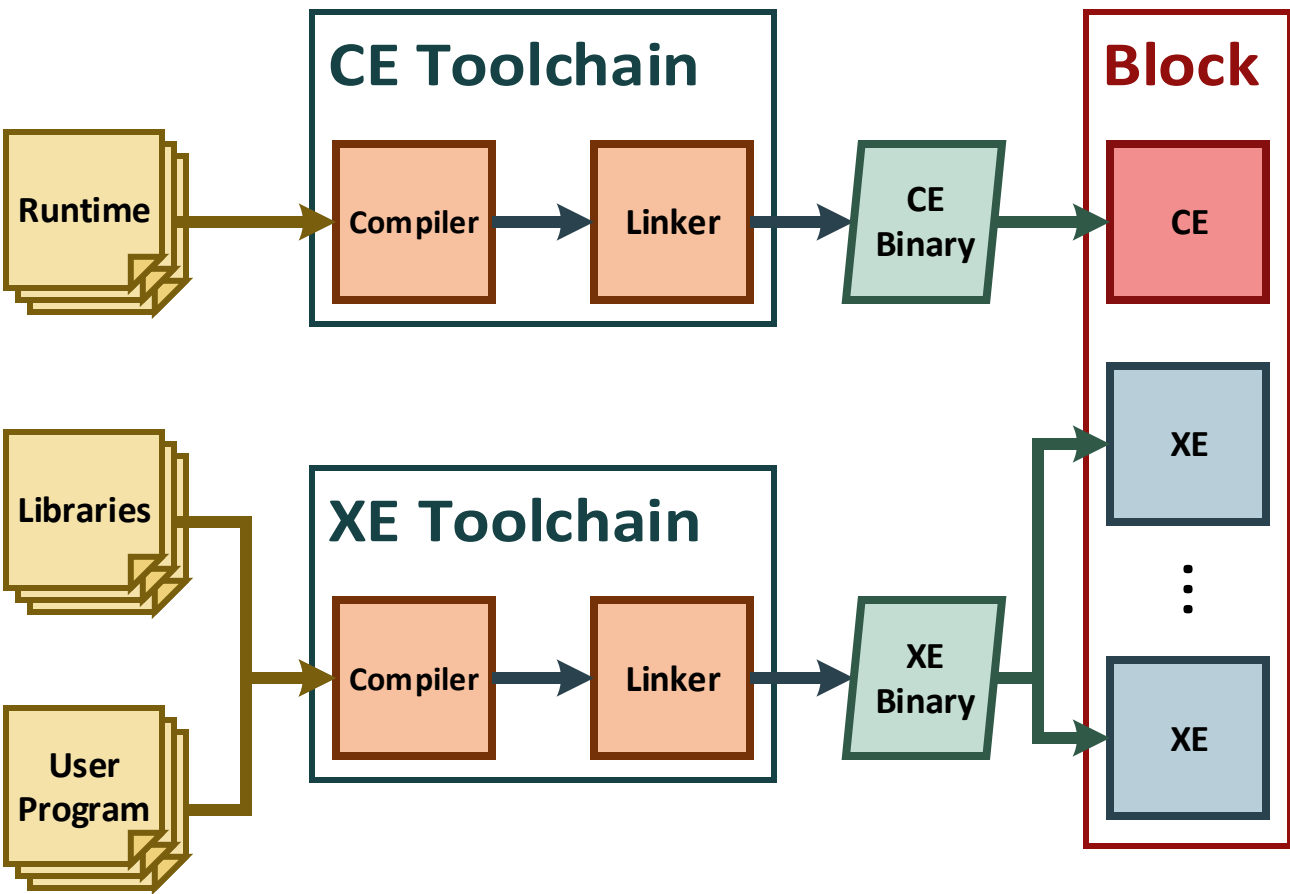 CE Toolchain
Block
Runtime
Compiler
Linker
CE
Binary
CE
Libraries
XE Toolchain
XE
Compiler
Linker
XE
Binary
User
Program
XE